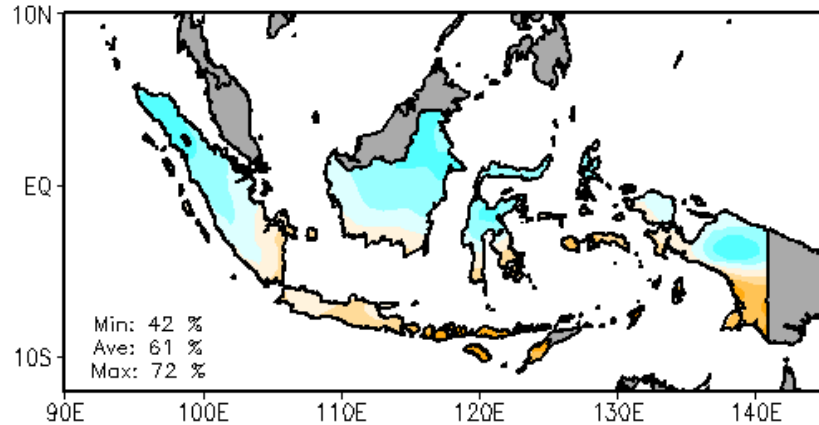 10N
EQ
Min: 42 %
Ave: 61 %
10S
Max: 72 %
90E 100E 110E 120E 130E 140E